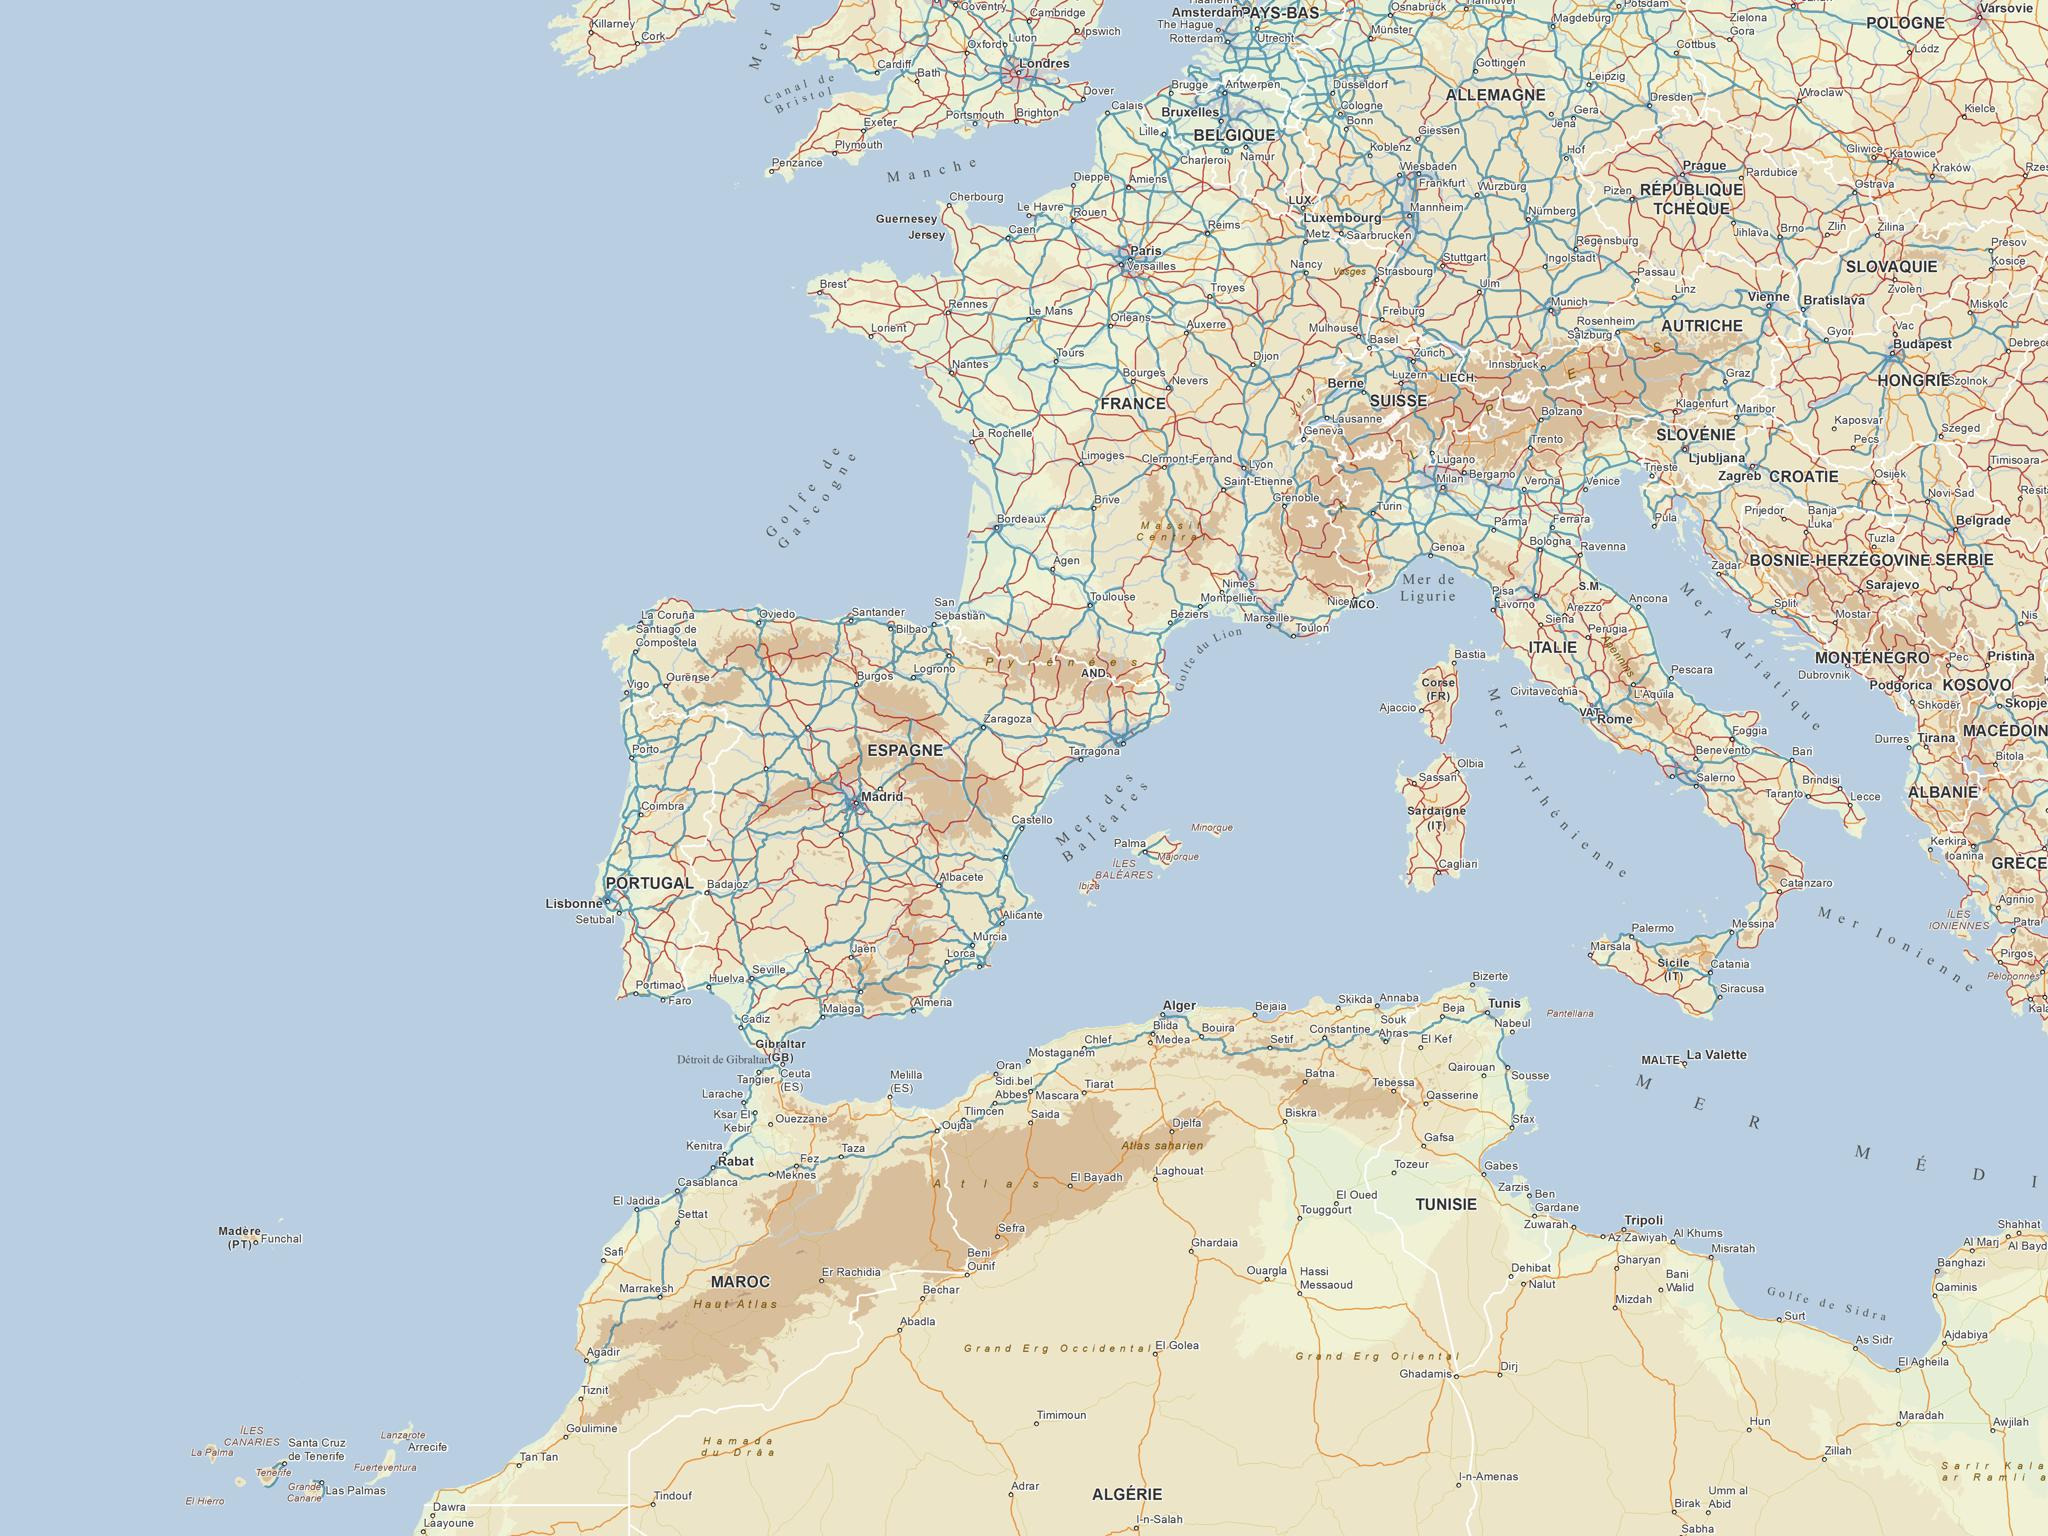 Killarney
Cork
Mer d
Coventry
Cambridge
Luton
Oxford
Ipswich
Cardiff
Bath
Londres
Canal de
Bristol
Dover
Exeter
Portsmouth
Brighton
Plymouth
Penzance
Manche
Haarlem
Amsterdam
PAYS-BAS
The Hague
Utrecht
Rotterdam
Osnabruck
Hannover
Munster
Magdeburg
Potsdam
Zielona
Gora
POLOGNE
Varsovie
Lódz
Cottbus
Gottingen
Leipzig
Brugge
Antwerpen
Düsseldorf
ALLEMAGNE
Dresden
Wroclaw
Calais
Bruxelles
Cologne
Gera
Kielce
Lille
BELGIQUE
Bonn
Giessen
Jena
Charleroi
Namur
Koblenz
Hof
Gliwice
Katowice
Dieppe
Amiens
Wiesbaden
Frankfurt
Prague
Pardubice
Kraków
Rzes
Cherbourg
Le Havre
Rouen
LUX.
Luxembourg
Mannheim
Wurzburg
Pizen
RÉPUBLIQUE
TCHÈQUE
Ostrava
Guernesey
Jersey
Caen
Reims
Metz
Saarbrucken
Nürnberg
Jihlava
Brno
Zlin
Zilina
Presov
Kosice
Paris
Versailles
Nancy
Vosges
Strasbourg
Stuttgart
Regensburg
Ingolstadt
Passau
SLOVAQUIE
Zvolen
Brest
Rennes
Le Mans
Troyes
Ulm
Munich
Linz
Vienne
Bratislava
Miskolc
Lorient
Orleans
Auxerre
Mulhouse
Freiburg
Rosenheim
Salzburg
AUTRICHE
Gyor
Vac
Budapest
Debrece
Tours
Dijon
Basel
Zürich
Innsbruck
Nantes
Bourges
Nevers
Berne
Luzern
LIECH.
Graz
HONGRIE
Szolnok
FRANCE
Jura
SUISSE
A L P E S
Klagenfurt
Maribor
Kaposvar
La Rochelle
Lausanne
Geneva
Bolzano
Trento
SLOVÉNIE
Pecs
Szeged
Golfe de
Gascogne
Limoges
Clermont-Ferrand
Lyon
Lugano
Bergamo
Trieste
Ljubljana
Zagreb
CROATIE
Timisoara
Saint-Etienne
Milan
Verona
Venice
Osijek
Brive
Grenoble
Turin
Novi-Sad
Resita
Bordeaux
Massif
Central
Parma
Ferrara
Pula
Prijedor
Banja
Luka
Belgrade
Agen
Genoa
Bologna
Ravenna
Tuzla
BOSNIE-HERZÉGOVINE
SERBIE
Nimes
Montpellier
Mer de
Ligurie
Zadar
Sarajevo
Toulouse
Beziers
Marseille
Nice
MCO.
Pisa
Livorno
S.M.
Arezzo
Ancona
Split
Mostar
Nis
La Coruña
Oviedo
Santander
San
Sebastiàn
Toulon
Siena
Perugia
Mer Adriatique
Santiago de
Compostela
Bilbao
Golfe du Lion
ITALIE
Apennins
Logrono
Pyrénées
AND.
Bastia
Pescara
MONTÉNÉGRO
Pec
Pristina
Vigo
Ourense
Burgos
Corse
(FR)
Ajaccio
Civitavecchia
L'Aquila
Dubrovnik
Podgorica
KOSOVO
Shkoder
Skopje
Zaragoza
VAT.
Rome
Foggia
Porto
ESPAGNE
Tarragona
Mer Tyrrhénienne
Benevento
Bari
Durres
Tirana
MACÉDOIN
Bitola
Mer des
Baléares
Olbia
Sassari
Salerno
Brindisi
Taranto
Lecce
ALBANIE
Coimbra
Madrid
Castello
Minorque
Sardaigne
(IT)
Palma
Majorque
ÎLES
BALÉARES
Ibiza
Kerkira
Ioanina
GRÈCE
PORTUGAL
Badajoz
Albacete
Cagliari
Catanzaro
Lisbonne
Setubal
Alicante
Agrinio
ÎLES
IONIENNES
Patra
Murcia
Palermo
Messina
Mer Ionienne
Jaén
Lorca
Marsala
Sicile
(IT)
Catania
Pirgos
Péloponnès
Portimao
Huelva
Seville
Faro
Siracusa
Kala
Cadiz
Malaga
Almeria
Bizerte
Alger
Bejaia
Skikda
Annaba
Beja
Tunis
Pantellaria
Détroit de Gibraltar
Gibraltar
(GB)
Blida
Medea
Bouira
Setif
Constantine
Souk
Ahras
Nabeul
El Kef
Chlef
Mostaganem
Oran
MALTE
La Valette
Tangier
Ceuta
(ES)
Melilla
(ES)
Sidi.bel
Abbes
Mascara
Tiarat
Batna
Tebessa
Qairouan
Sousse
MER MÉDI
Larache
Ksar El
Kebir
Ouezzane
Tlimcen
Saida
Djelfa
Biskra
Qasserine
Sfax
Kenitra
Rabat
Taza
Oujda
Atlas saharien
Gafsa
Fez
Meknes
Laghouat
Tozeur
Gabes
Casablanca
Atlas
El Bayadh
El Oued
TUNISIE
Zarzis
Ben
Gardane
El Jadida
Settat
Touggourt
Zuwarah
Tripoli
Az Zawiyah
Al Khums
Misratah
Shahhat
Al Marj
Al Bayd
Madère
(PT)
Funchal
Safi
Sefra
Beni
Ounif
Ghardaia
Ouargla
Hassi
Messaoud
Dehibat
Nalut
Gharyan
Bani
Walid
Banghazi
Qaminis
MAROC
Er Rachidia
Marrakesh
Haut Atlas
Bechar
Abadla
Mizdah
Golfe de Sidra
Surt
As Sidr
Ajdabiya
Agadir
Grand Erg Occidental
El Golea
Grand Erg Oriental
Ghadamis
Dirj
El Agheila
Tiznit
Goulimine
Timimoun
Hun
Maradah
Awjilah
ÎLES
CANARIES
La Palma
Santa Cruz
de Tenerife
Lanzarote
Arrecife
Tan Tan
Hamada
du Drâa
Zillah
Tenerife
Fuerteventura
Grande
Canarie
Las Palmas
El Hierro
I-n-Amenas
Sarīr Kala
ar Ramli a
Dawra
Laayoune
Tindouf
Adrar
ALGÉRIE
I-n-Salah
Birak
Umm al
Abid
Sabha